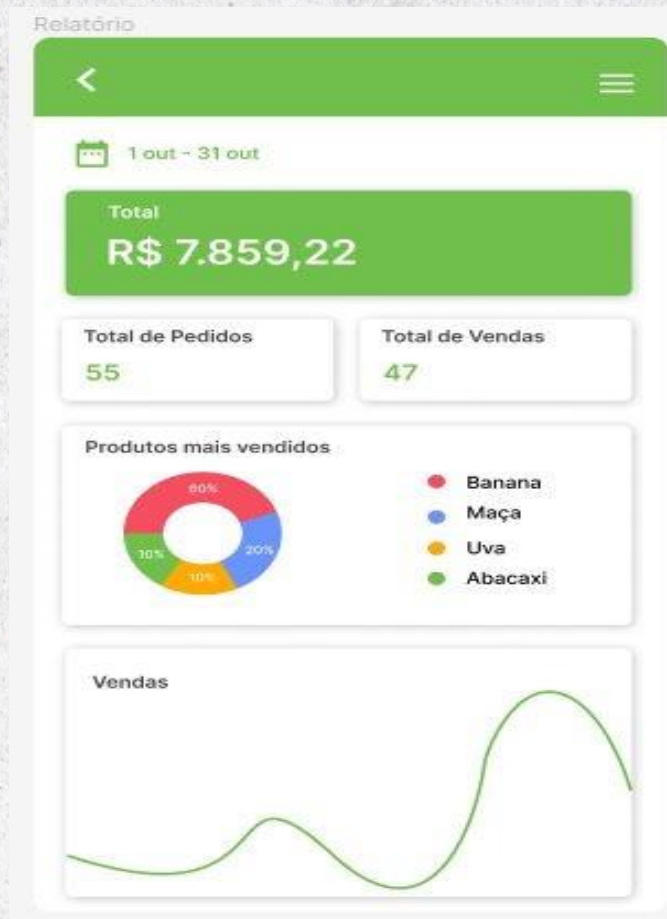 Relatório
1 out - 31 out
Total
R$ 7.859,22
Total de Pedidos
55
Total de Vendas
47
Produtos mais vendidos
60%
20%
10%
10%
Banana
Maça
Uva
Abacaxi
Vendas